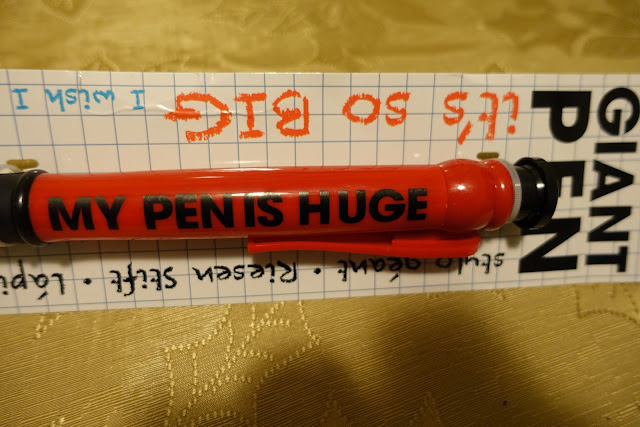 MY PEN IS HUGE
GIANT
PEN
it's so BIG I wish I
stylo géant • Riesen Stift •